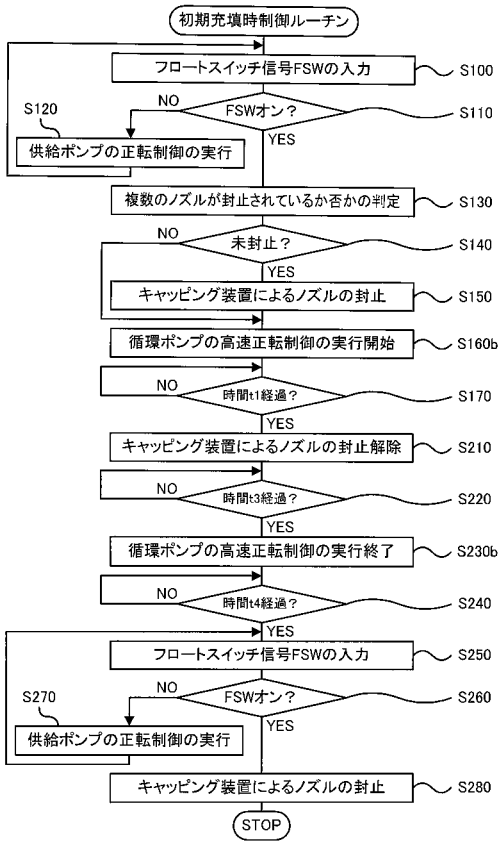 初期充填時制御ルーチン
フロートスイッチ信号FSWの入力
S100
FSWオン？
S110
NO
YES
S120
供給ポンプの正転制御の実行
複数のノズルが封止されているか否かの判定
S130
NO
未封止？
S140
YES
キャッピング装置によるノズルの封止
S150
循環ポンプの高速正転制御の実行開始
S160b
NO
時間t1経過？
S170
YES
キャッピング装置によるノズルの封止解除
S210
NO
時間t3経過？
S220
YES
循環ポンプの高速正転制御の実行終了
S230b
NO
時間t4経過？
S240
YES
フロートスイッチ信号FSWの入力
S250
NO
FSWオン？
S260
YES
S270
供給ポンプの正転制御の実行
キャッピング装置によるノズルの封止
S280
STOP